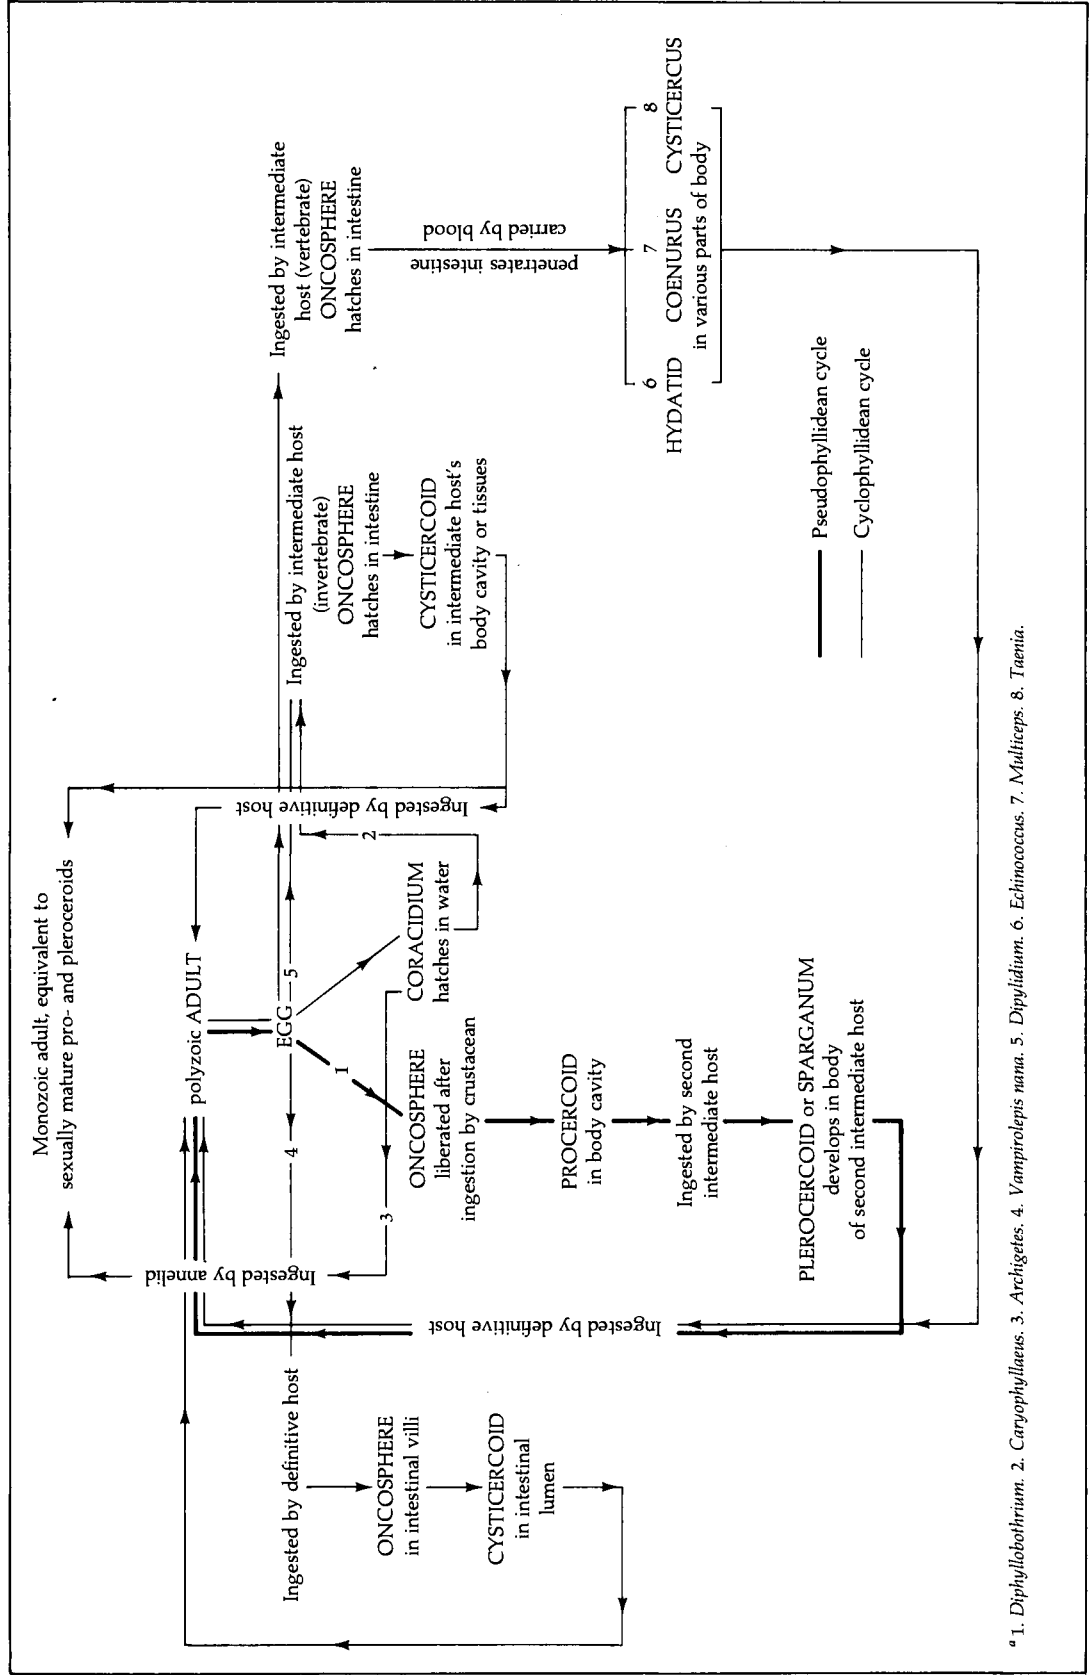 Monozoic adult, equivalent to
sexually mature pro- and pleroceroids
polyzoic ADULT
EGG
Ingested by definitive host
ONCOSPHERE
in intestinal villi
CYSTICERCOID
in intestinal
lumen
Ingested by definitive host
Ingested by annelid
4
3
1
5
2
ONCOSPHERE
liberated after
ingestion by crustacean
PROCERCOID
in body cavity
Ingested by second
intermediate host
PLEROCERCOID or SPARGANUM
develops in body
of second intermediate host
CORACIDIUM
hatches in water
Ingested by definitive host
Ingested by intermediate host
(invertebrate)
ONCOSPHERE
hatches in intestine
CYSTICERCOID
in intermediate host's
body cavity or tissues
Ingested by intermediate
host (vertebrate)
ONCOSPHERE
hatches in intestine
penetrates intestine
carried by blood
6 7 8
HYDATID COENURUS CYSTICERCUS
in various parts of body
Pseudophyllidean cycle
Cyclophyllidean cycle
a 1. Diphyllobothrium. 2. Caryophyllaeus. 3. Archigetes. 4. Vampirolepis nana. 5. Dipylidium. 6. Echinococcus. 7. Multiceps. 8. Taenia.